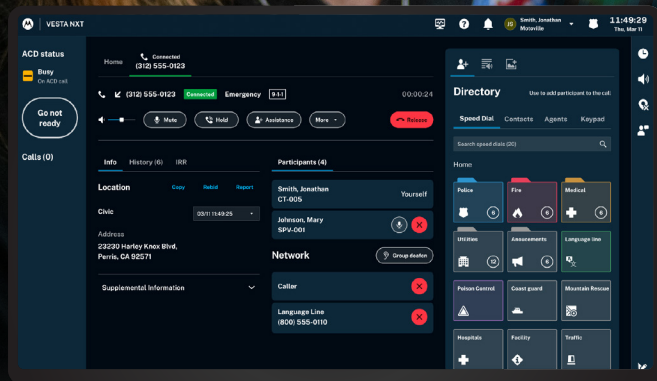 VESTA NXT
Smith, Jonathan
JS
Motoville
11:49:29
Thu, Mar 11
ACD status
Busy
On ACD call
Go not
ready
Calls (0)
Home
Connected
(312) 555-0123
(312) 555-0123 Connected Emergency 9-1-1 00:00:24
Mute Hold Assistance More Release
Info History (6) IRR
Location Copy Rebid Report
Civic 03/11 11:49:25
Address
23230 Harley Knox Blvd,
Perris, CA 92571
Supplemental Information
Participants (4)
Smith, Jonathan
CT-005
Yourself
Johnson, Mary
SPV-001
Network Group deafen
Caller
Language Line
(800) 555-0110
Directory Use to add participant to the call
Speed Dial Contacts Agents Keypad
Search speed dials (20)
Home
Police Fire Medical
6 6 6
Utilities Anoucments Language line
12 6
Poison Control Coast guard Mountain Rescue
Hospitals Facility Traffic